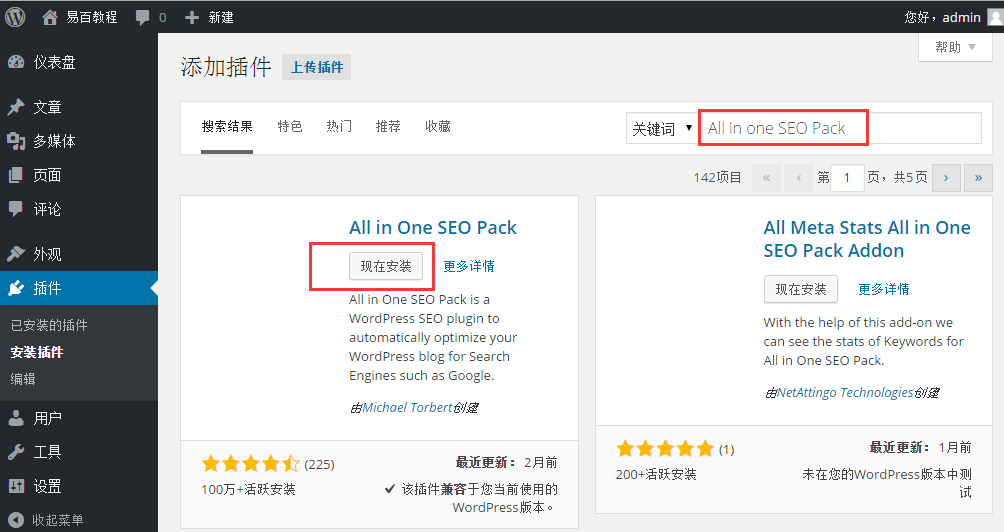 易百教程 0 新建 您好，admin
帮助
仪表盘
文章
多媒体
页面
评论
外观
插件
已安装的插件
安装插件
编辑
用户
工具
设置
收起菜单
添加插件 上传插件
搜索结果 特色 热门 推荐 收藏 关键词 All in one SEO Pack
142项目 « ‹ 第 1 页，共5页 › »
All in One SEO Pack
现在安装 更多详情
All in One SEO Pack is a
WordPress SEO plugin to
automatically optimize your
WordPress blog for Search
Engines such as Google.
由Michael Torbert创建
(225) 最近更新： 2月前
100万+活跃安装 该插件兼容于您当前使用的
WordPress版本。
All Meta Stats All in One
SEO Pack Addon
现在安装 更多详情
With the help of this add-on we
can see the stats of Keywords for
All in One SEO Pack.
由NetAttingo Technologies创建
(1) 最近更新： 1月前
200+活跃安装 未在您的WordPress版本中测
试